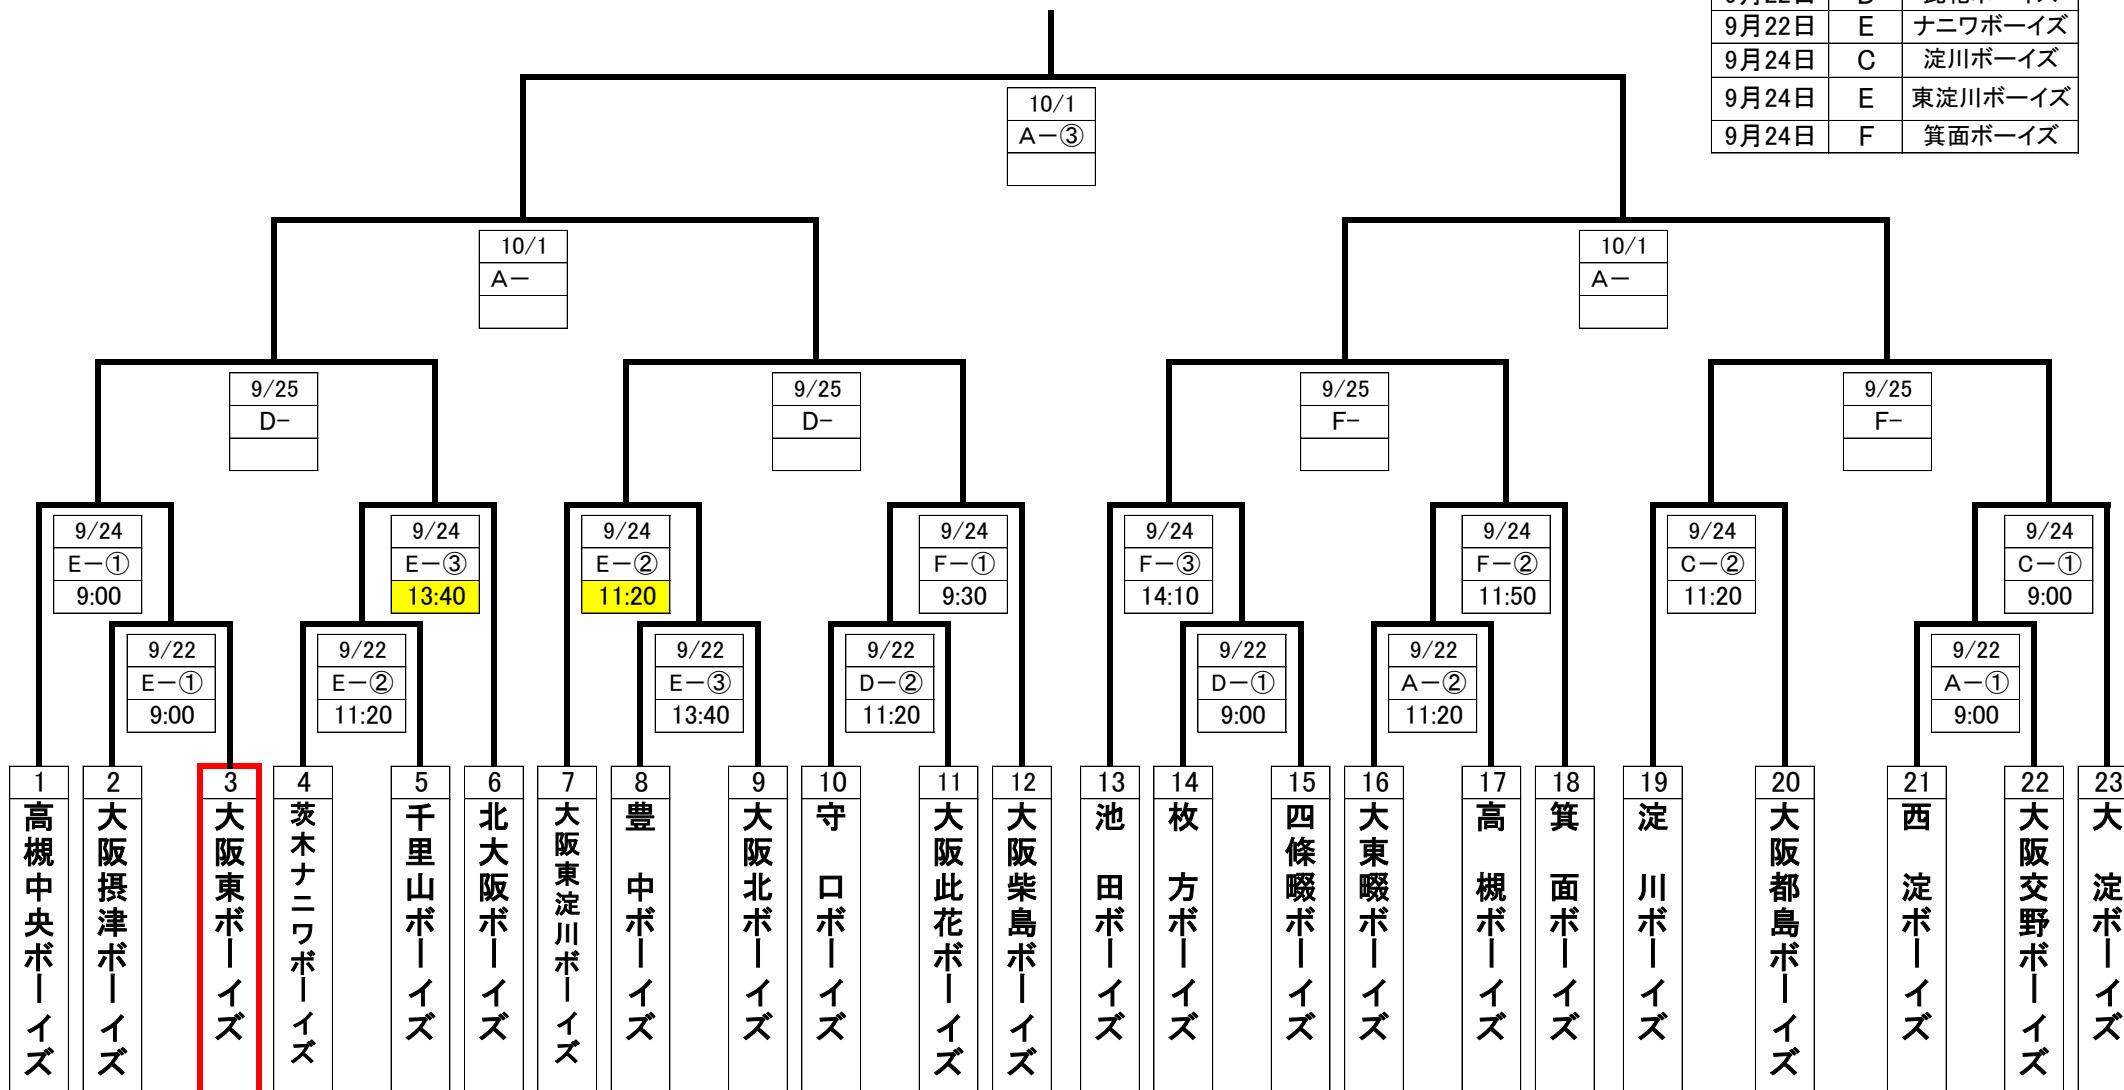 9月22日 E ナニワボーイズ
9月24日 C 淀川ボーイズ
9月24日 E 東淀川ボーイズ
9月24日 F 箕面ボーイズ
10/1
A－③
10/1
A－
10/1
A－
9/25
D-
9/25
D-
9/25
F-
9/25
F-
9/24
E－①
9:00
9/24
E－③
13:40
9/24
E－②
11:20
9/24
F－①
9:30
9/24
F－③
14:10
9/24
F－②
11:50
9/24
C－②
11:20
9/24
C－①
9:00
9/22
E－①
9:00
9/22
E－②
11:20
9/22
E－③
13:40
9/22
D－②
11:20
9/22
D－①
9:00
9/22
A－②
11:20
9/22
A－①
9:00
1
高槻中央ボーイズ
2
大阪摂津ボーイズ
3
大阪東ボーイズ
4
茨木ナニワボーイズ
5
千里山ボーイズ
6
北大阪ボーイズ
7
大阪東淀川ボーイズ
8
豊　中ボーイズ
9
大阪北ボーイズ
10
守　口ボーイズ
11
大阪此花ボーイズ
12
大阪柴島ボーイズ
13
池　田ボーイズ
14
枚　方ボーイズ
15
四條畷ボーイズ
16
大東畷ボーイズ
17
高　槻ボーイズ
18
箕　面ボーイズ
19
淀　川ボーイズ
20
大阪都島ボーイズ
21
西　淀ボーイズ
22
大阪交野ボーイズ
23
大　淀ボーイズ